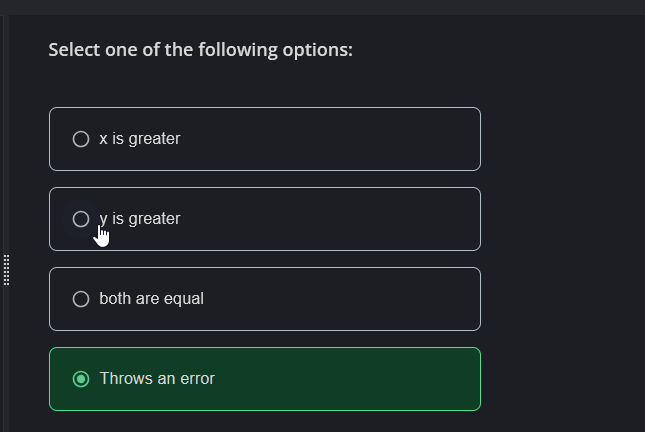 Select one of the following options:
x is greater
y is greater
both are equal
Throws an error